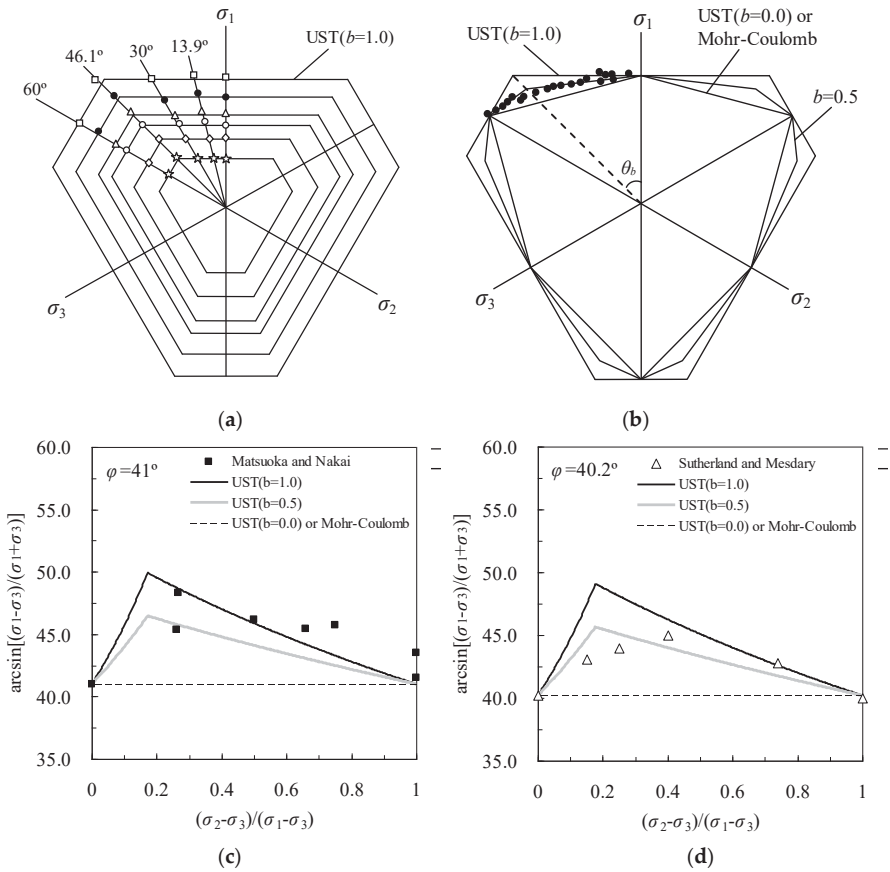 σ1
UST(b=1.0)
13.9º
30º
46.1º
60º
σ3
σ2
(a)
σ1
UST(b=0.0) or
Mohr-Coulomb
UST(b=1.0)
b=0.5
θb
σ3
σ2
(b)
60.0
55.0
50.0
45.0
40.0
35.0
arcsin[(σ1-σ3)/(σ1+σ3)]
φ=41º
Matsuoka and Nakai
UST(b=1.0)
UST(b=0.5)
UST(b=0.0) or Mohr-Coulomb
0 0.2 0.4 0.6 0.8 1
(σ2-σ3)/(σ1-σ3)
(c)
60.0
55.0
50.0
45.0
40.0
35.0
arcsin[(σ1-σ3)/(σ1+σ3)]
φ=40.2º
Sutherland and Mesdary
UST(b=1.0)
UST(b=0.5)
UST(b=0.0) or Mohr-Coulomb
0 0.2 0.4 0.6 0.8 1
(σ2-σ3)/(σ1-σ3)
(d)